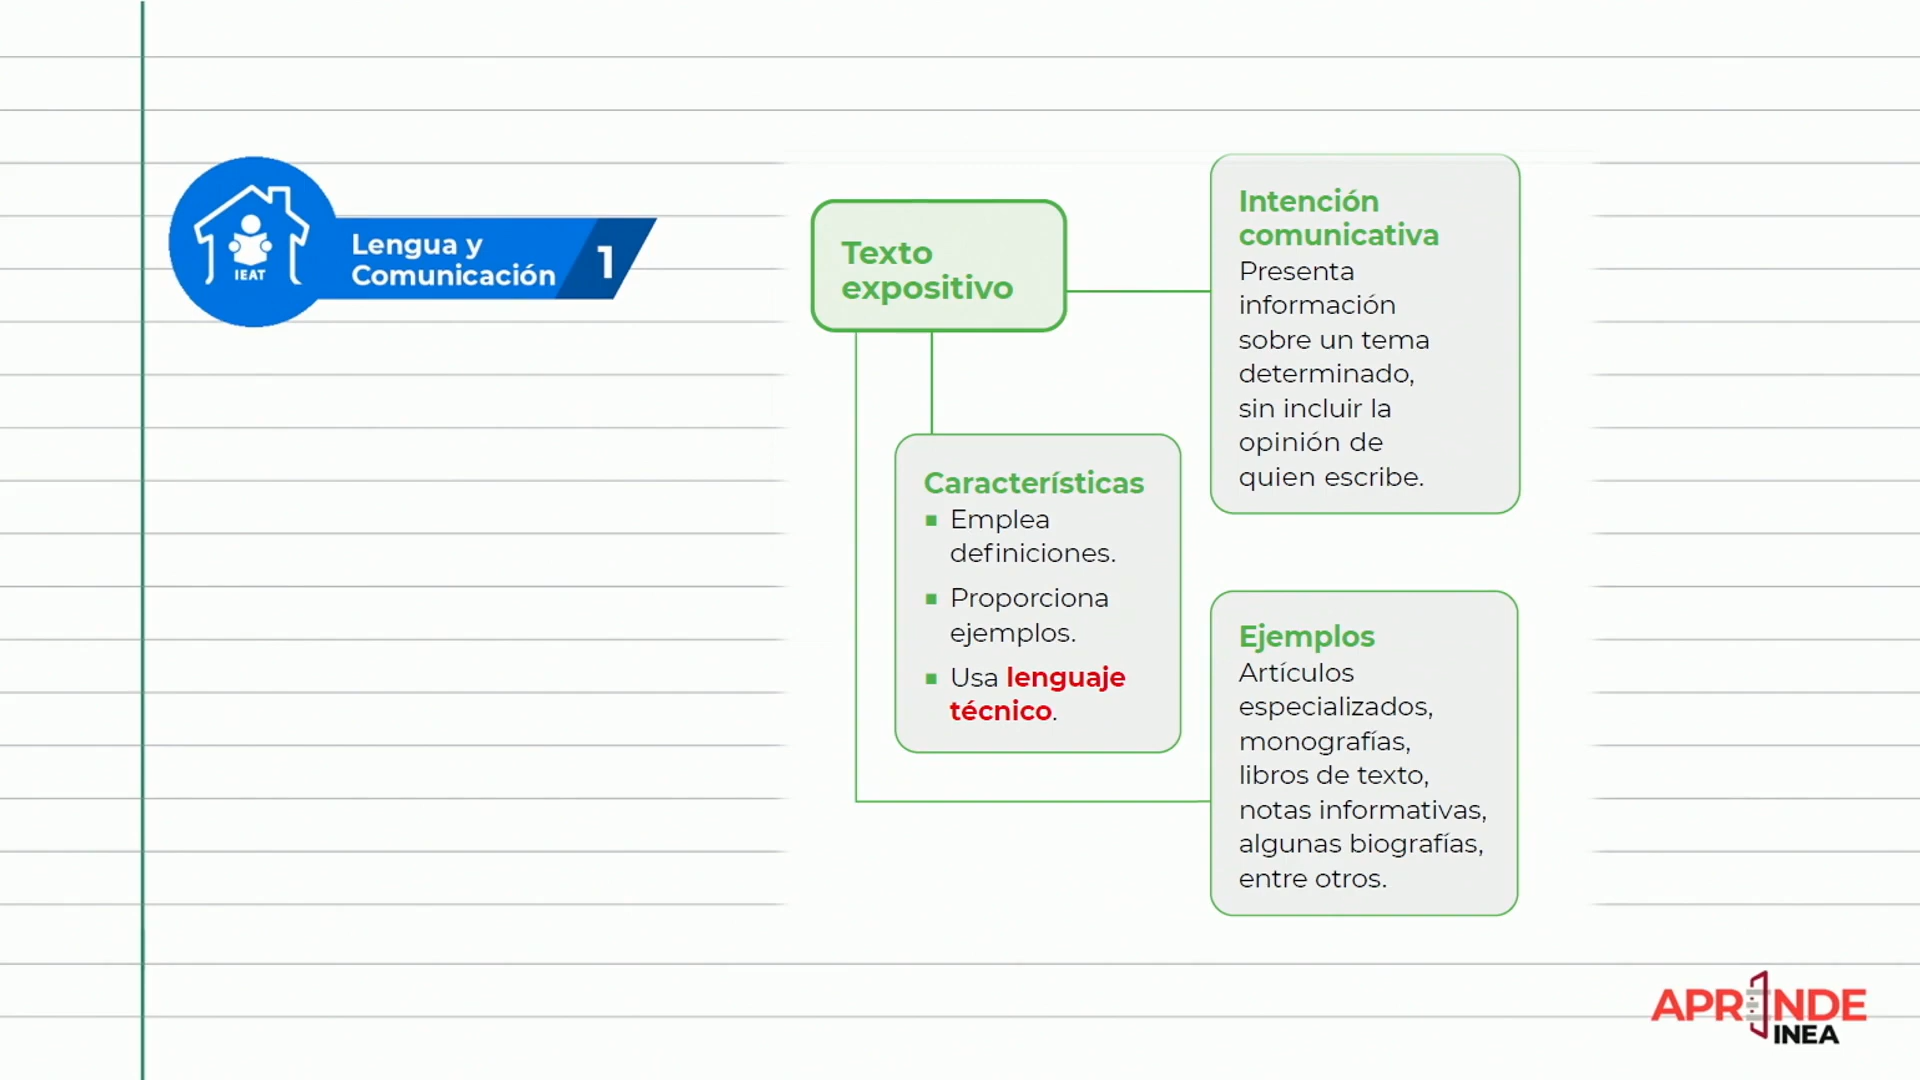 IEAT
Lengua y
Comunicación
1
Texto
expositivo
Intención
comunicativa
Presenta
información
sobre un tema
determinado,
sin incluir la
opinión de
quien escribe.
Características
▪ Emplea
definiciones.
▪ Proporciona
ejemplos.
▪ Usa lenguaje
técnico.
Ejemplos
Artículos
especializados,
monografías,
libros de texto,
notas informativas,
algunas biografías,
entre otros.
APRENDE
INEA